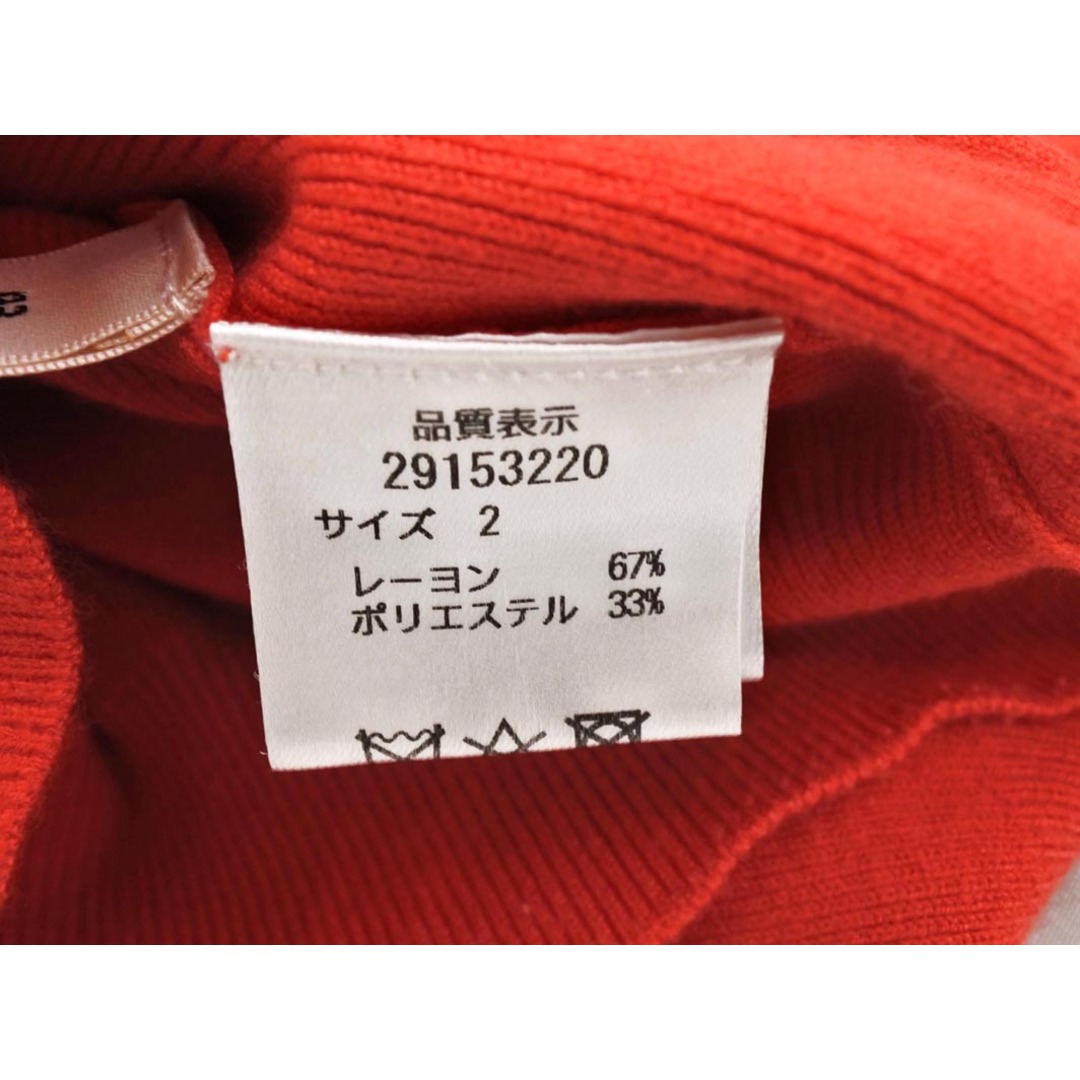 品質表示
29153220
サイズ 2
レーヨン 67%
ポリエステル 33%